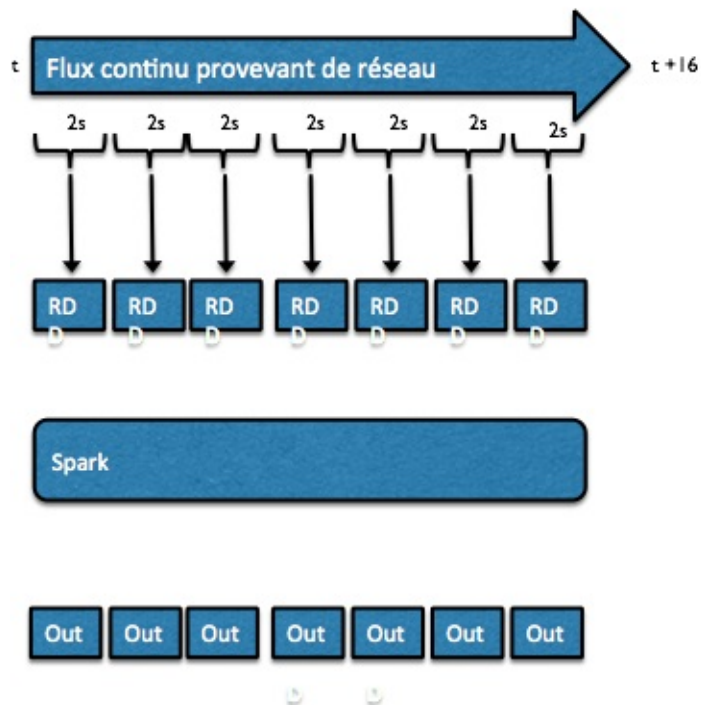 t Flux continu provevant de réseau t +16
2s 2s 2s 2s 2s 2s 2s
RD RD RD RD RD RD RD
D D D D D D D
Spark
Out Out Out Out Out Out Out
D D